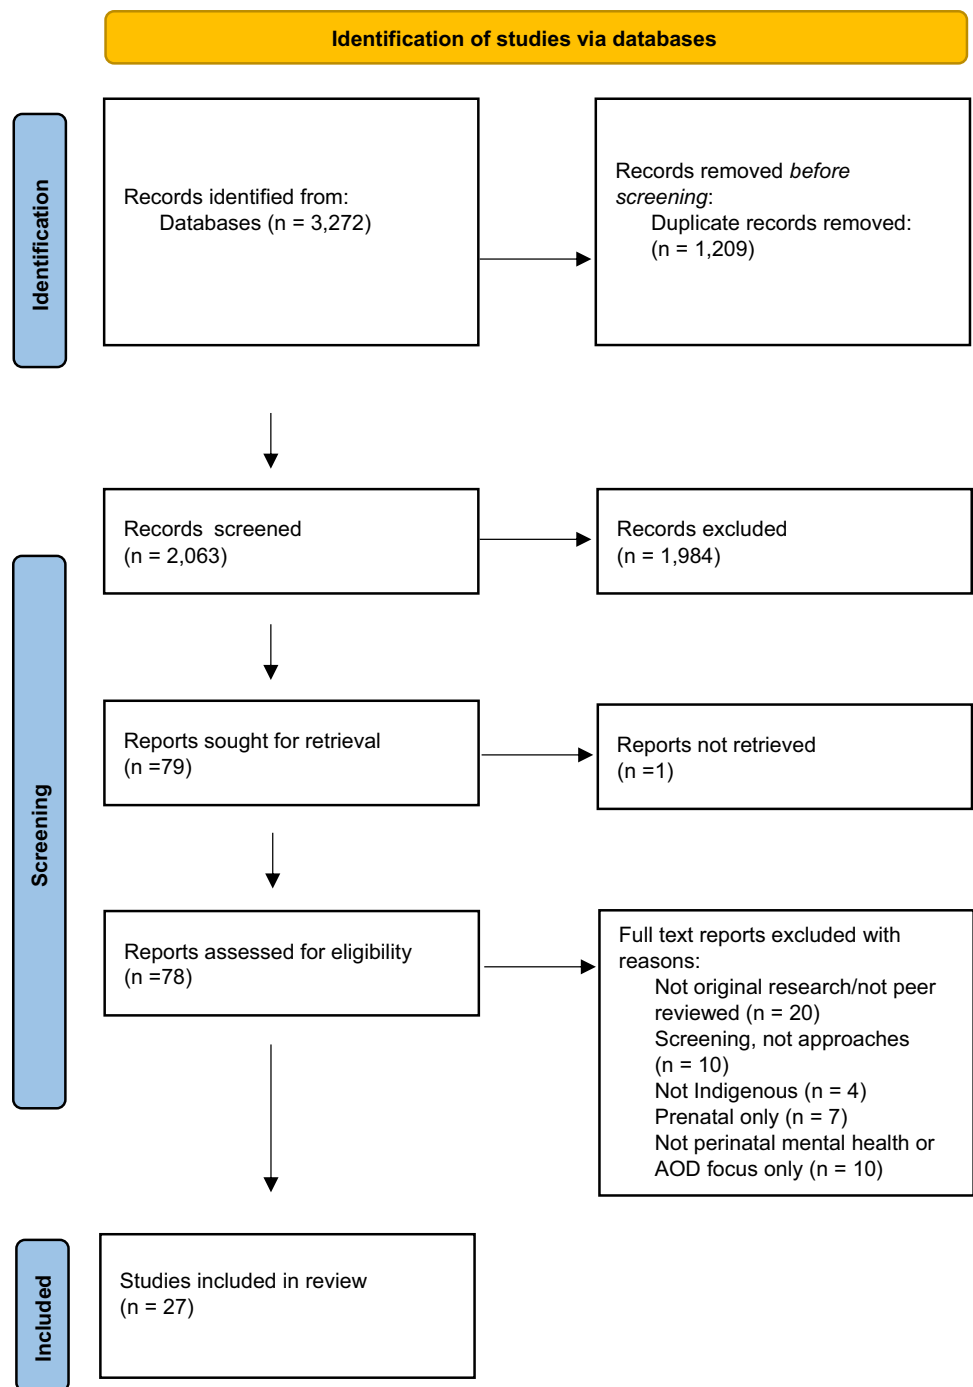 Identification of studies via databases
Identification
Records identified from:
Databases (n = 3,272)
Records removed before
screening:
Duplicate records removed:
(n = 1,209)
Screening
Records  screened
(n = 2,063)
Records excluded
(n = 1,984)
Reports sought for retrieval
(n =79)
Reports not retrieved
(n =1)
Reports assessed for eligibility
(n =78)
Full text reports excluded with
reasons:
Not original research/not peer
reviewed (n = 20)
Screening, not approaches
(n = 10)
Not Indigenous (n = 4)
Prenatal only (n = 7)
Not perinatal mental health or
AOD focus only (n = 10)
Included
Studies included in review
(n = 27)